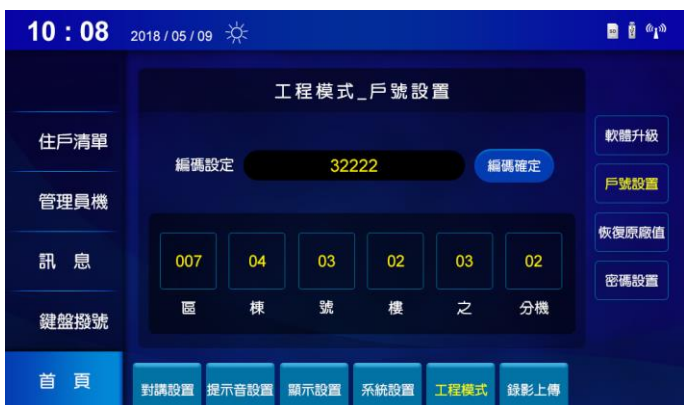 10:08 2018 / 05 / 09
工程模式_戶號設置
住戶清單
管理員機
訊 息
鍵盤撥號
首 頁
編碼設定 32222 編碼確定
007 04 03 02 03 02
區 棟 號 樓 之 分機
軟體升級
戶號設置
恢復原廠值
密碼設置
對講設置 提示音設置 顯示設置 系統設置 工程模式 錄影上傳